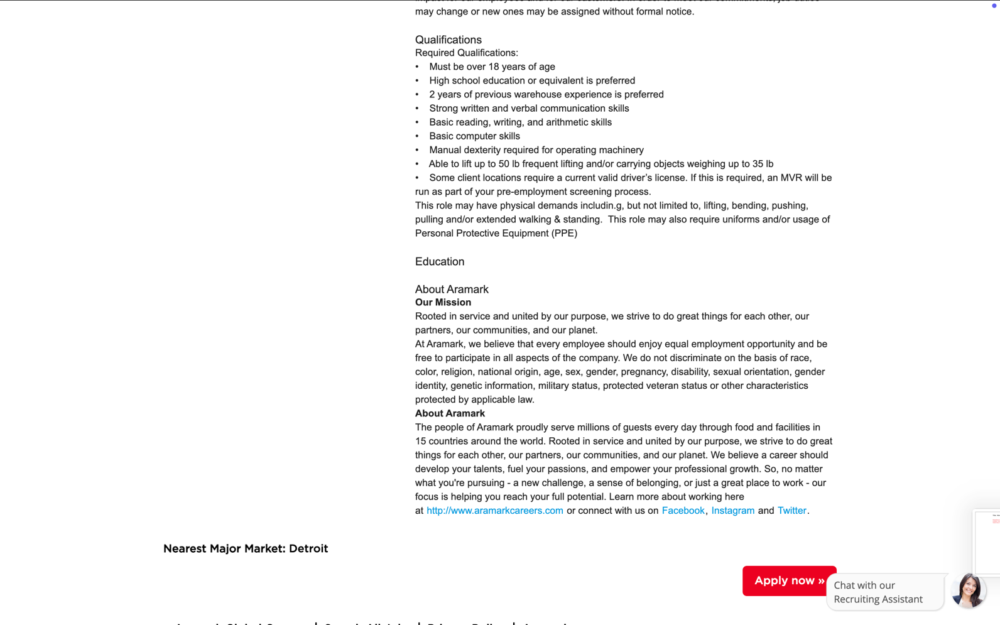 may change or new ones may be assigned without formal notice.
Qualifications
Required Qualifications:
• Must be over 18 years of age
• High school education or equivalent is preferred
• 2 years of previous warehouse experience is preferred
• Strong written and verbal communication skills
• Basic reading, writing, and arithmetic skills
• Basic computer skills
• Manual dexterity required for operating machinery
• Able to lift up to 50 lb frequent lifting and/or carrying objects weighing up to 35 lb
• Some client locations require a current valid driver’s license. If this is required, an MVR will be
run as part of your pre-employment screening process.
This role may have physical demands includin.g, but not limited to, lifting, bending, pushing,
pulling and/or extended walking & standing.  This role may also require uniforms and/or usage of
Personal Protective Equipment (PPE)
Education
About Aramark
Our Mission
Rooted in service and united by our purpose, we strive to do great things for each other, our
partners, our communities, and our planet.
At Aramark, we believe that every employee should enjoy equal employment opportunity and be
free to participate in all aspects of the company. We do not discriminate on the basis of race,
color, religion, national origin, age, sex, gender, pregnancy, disability, sexual orientation, gender
identity, genetic information, military status, protected veteran status or other characteristics
protected by applicable law.
About Aramark
The people of Aramark proudly serve millions of guests every day through food and facilities in
15 countries around the world. Rooted in service and united by our purpose, we strive to do great
things for each other, our partners, our communities, and our planet. We believe a career should
develop your talents, fuel your passions, and empower your professional growth. So, no matter
what you're pursuing - a new challenge, a sense of belonging, or just a great place to work - our
focus is helping you reach your full potential. Learn more about working here
at http://www.aramarkcareers.com or connect with us on Facebook, Instagram and Twitter.
Nearest Major Market: Detroit
Apply now »
Chat with our
Recruiting Assistant